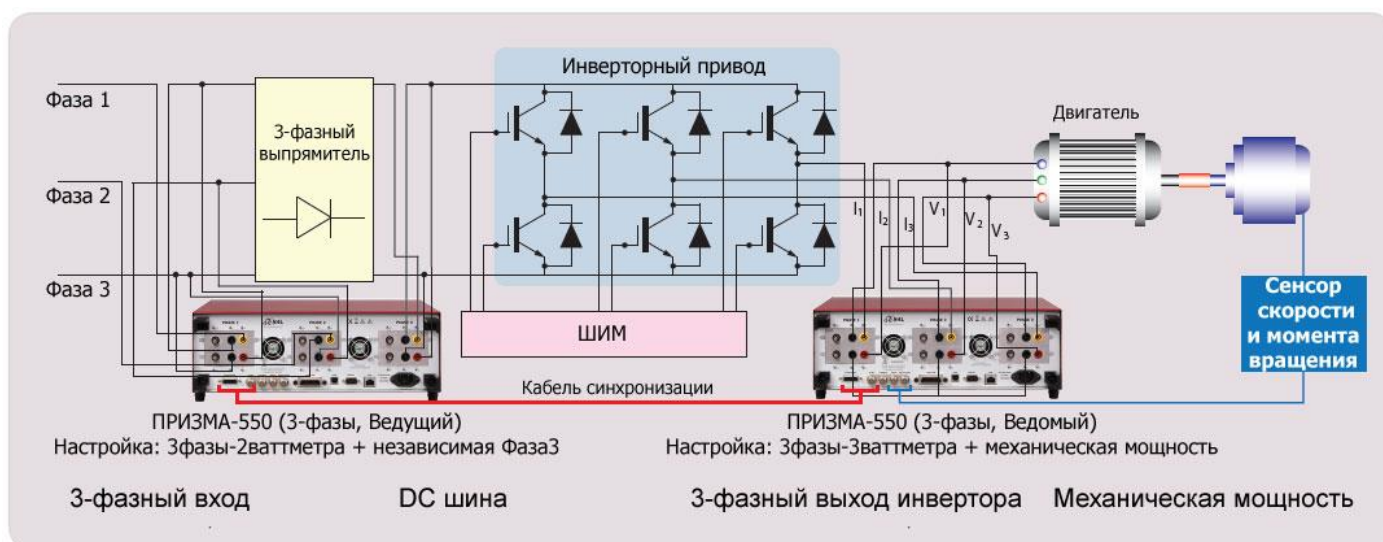 Инверторный привод
Фаза 1
Двигатель
3-фазный
выпрямитель
Фаза 2
I₁
I₂
I₃
V₁
V₂
V₃
Фаза 3
Сенсор
скорости
и момента
вращения
ШИМ
Кабель синхронизации
ПРИЗМА-550 (3-фазы, Ведущий)
Настройка: 3фазы-2ваттметра + независимая Фаза3
ПРИЗМА-550 (3-фазы, Ведомый)
Настройка: 3фазы-3ваттметра + механическая мощность
3-фазный вход
DC шина
3-фазный выход инвертора
Механическая мощность